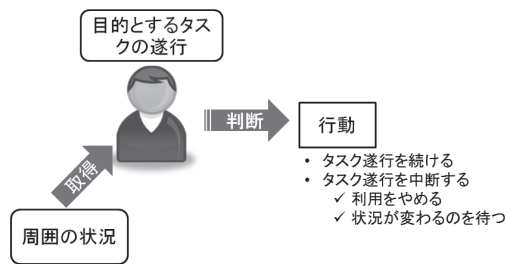 目的とするタス
クの遂行
判断
行動
• タスク遂行を続ける
• タスク遂行を中断する
✓ 利用をやめる
✓ 状況が変わるのを待つ
取得
周囲の状況